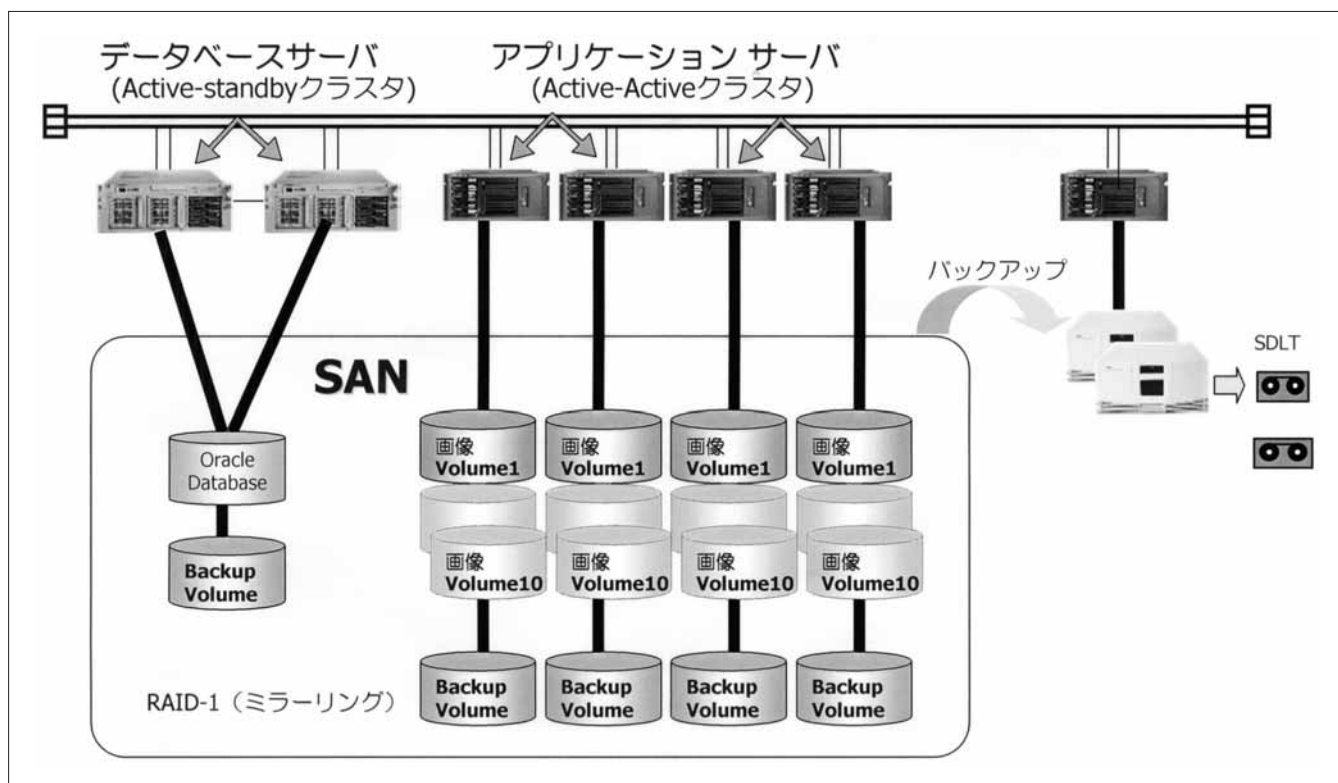 データベースサーバ
(Active-standbyクラスタ)
アプリケーション サーバ
(Active-Activeクラスタ)
バックアップ
SDLT
SAN
Oracle
Database
Backup
Volume
画像
Volume1
画像
Volume1
画像
Volume1
画像
Volume1
画像
Volume10
画像
Volume10
画像
Volume10
画像
Volume10
Backup
Volume
Backup
Volume
Backup
Volume
Backup
Volume
RAID-1（ミラーリング）